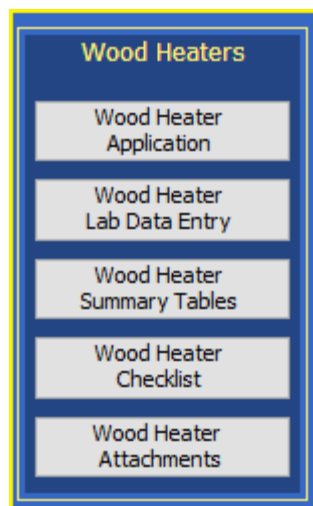 Wood Heaters
Wood Heater
Application
Wood Heater
Lab Data Entry
Wood Heater
Summary Tables
Wood Heater
Checklist
Wood Heater
Attachments